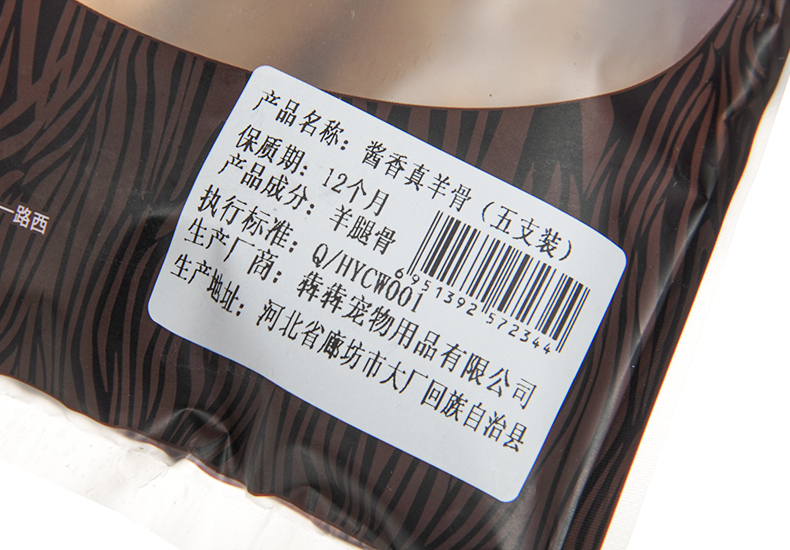 产品名称：酱香真羊骨（五支装）
保质期：12个月
产品成分：羊腿骨
执行标准：Q/HYCW001
6951392572344
生产厂商：犇犇宠物用品有限公司
生产地址：河北省廊坊市大厂回族自治县
一路西